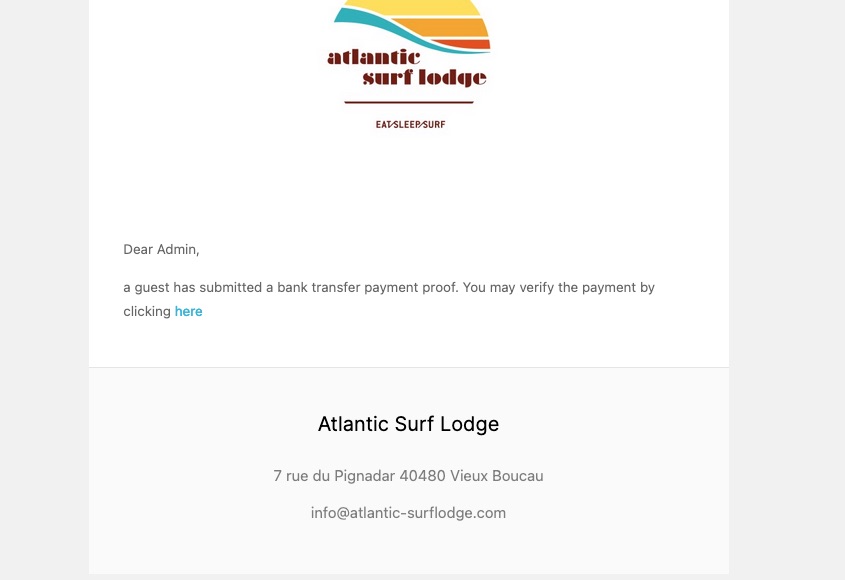 atlantic
surf lodge
EAT/SLEEP/SURF
Dear Admin,
a guest has submitted a bank transfer payment proof. You may verify the payment by
clicking here
Atlantic Surf Lodge
7 rue du Pignadar 40480 Vieux Boucau
info@atlantic-surflodge.com